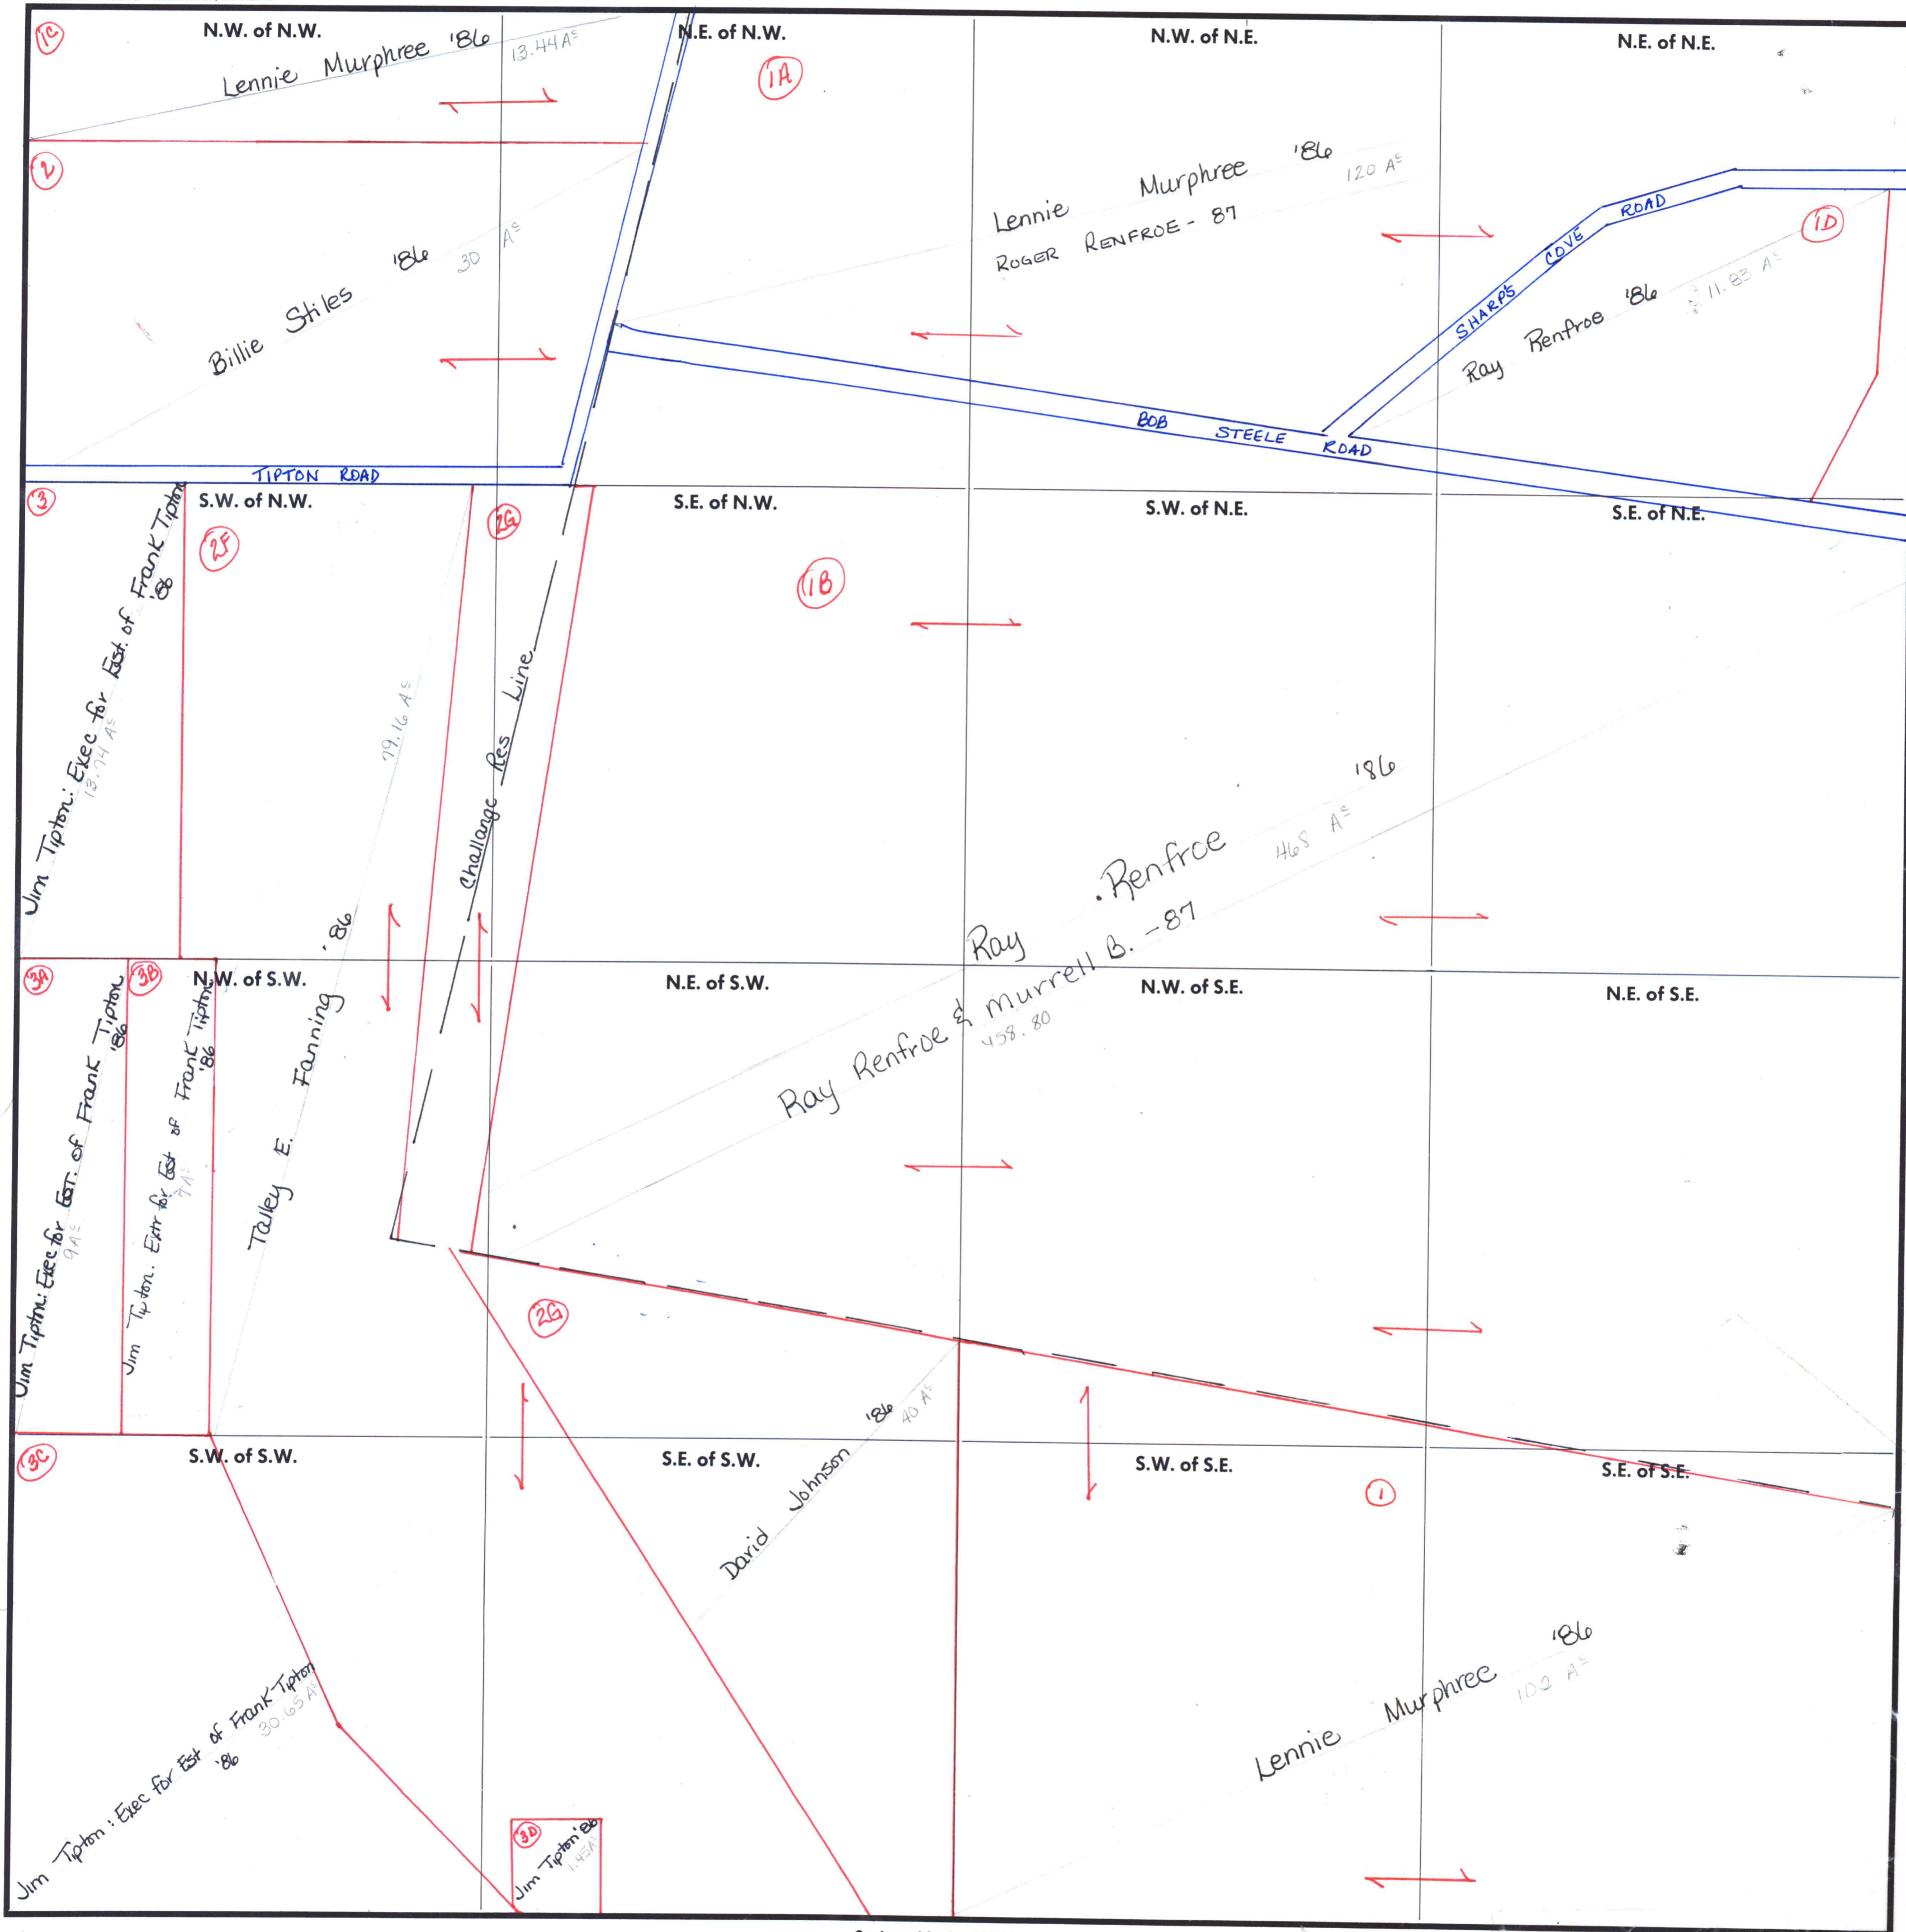 1C
N.W. of N.W.
Lennie Murphree '86
13.44 Aˢ
N.E. of N.W.
1A
N.W. of N.E.
N.E. of N.E.
2
Billie Stiles '86
30 Aˢ
Lennie Murphree '86
120 Aˢ
ROGER RENFROE - 87
SHARPS COVE ROAD
1D
Ray Renfroe '86
11.83 Aˢ
BOB STEELE ROAD
TIPTON ROAD
3
S.W. of N.W.
2F
2G
S.E. of N.W.
S.W. of N.E.
S.E. of N.E.
Jim Tipton: Exec for Est. of Frank Tipton
'86
13.74 Aˢ
79.16 Aˢ
Challange Res Line
1B
Ray Renfroe '86
468 Aˢ
Ray Renfroe & Murrell B. - 87
458.80
3A
3B
N.W. of S.W.
N.E. of S.W.
N.W. of S.E.
N.E. of S.E.
Jim Tipton: Exec for EST. of Frank Tipton
'86
9 Aˢ
Jim Tipton. Extr for Est of Frank Tipton
'86
7 Aˢ
Talley E. Fanning '86
2G
David Johnson '86
40 Aˢ
3C
S.W. of S.W.
S.E. of S.W.
S.W. of S.E.
1
S.E. of S.E.
Jim Tipton: Exec for Est of Frank Tipton
'86
30.65 Aˢ
3D
Jim Tipton '86
1.45 Aˢ
Lennie Murphree '86
102 Aˢ